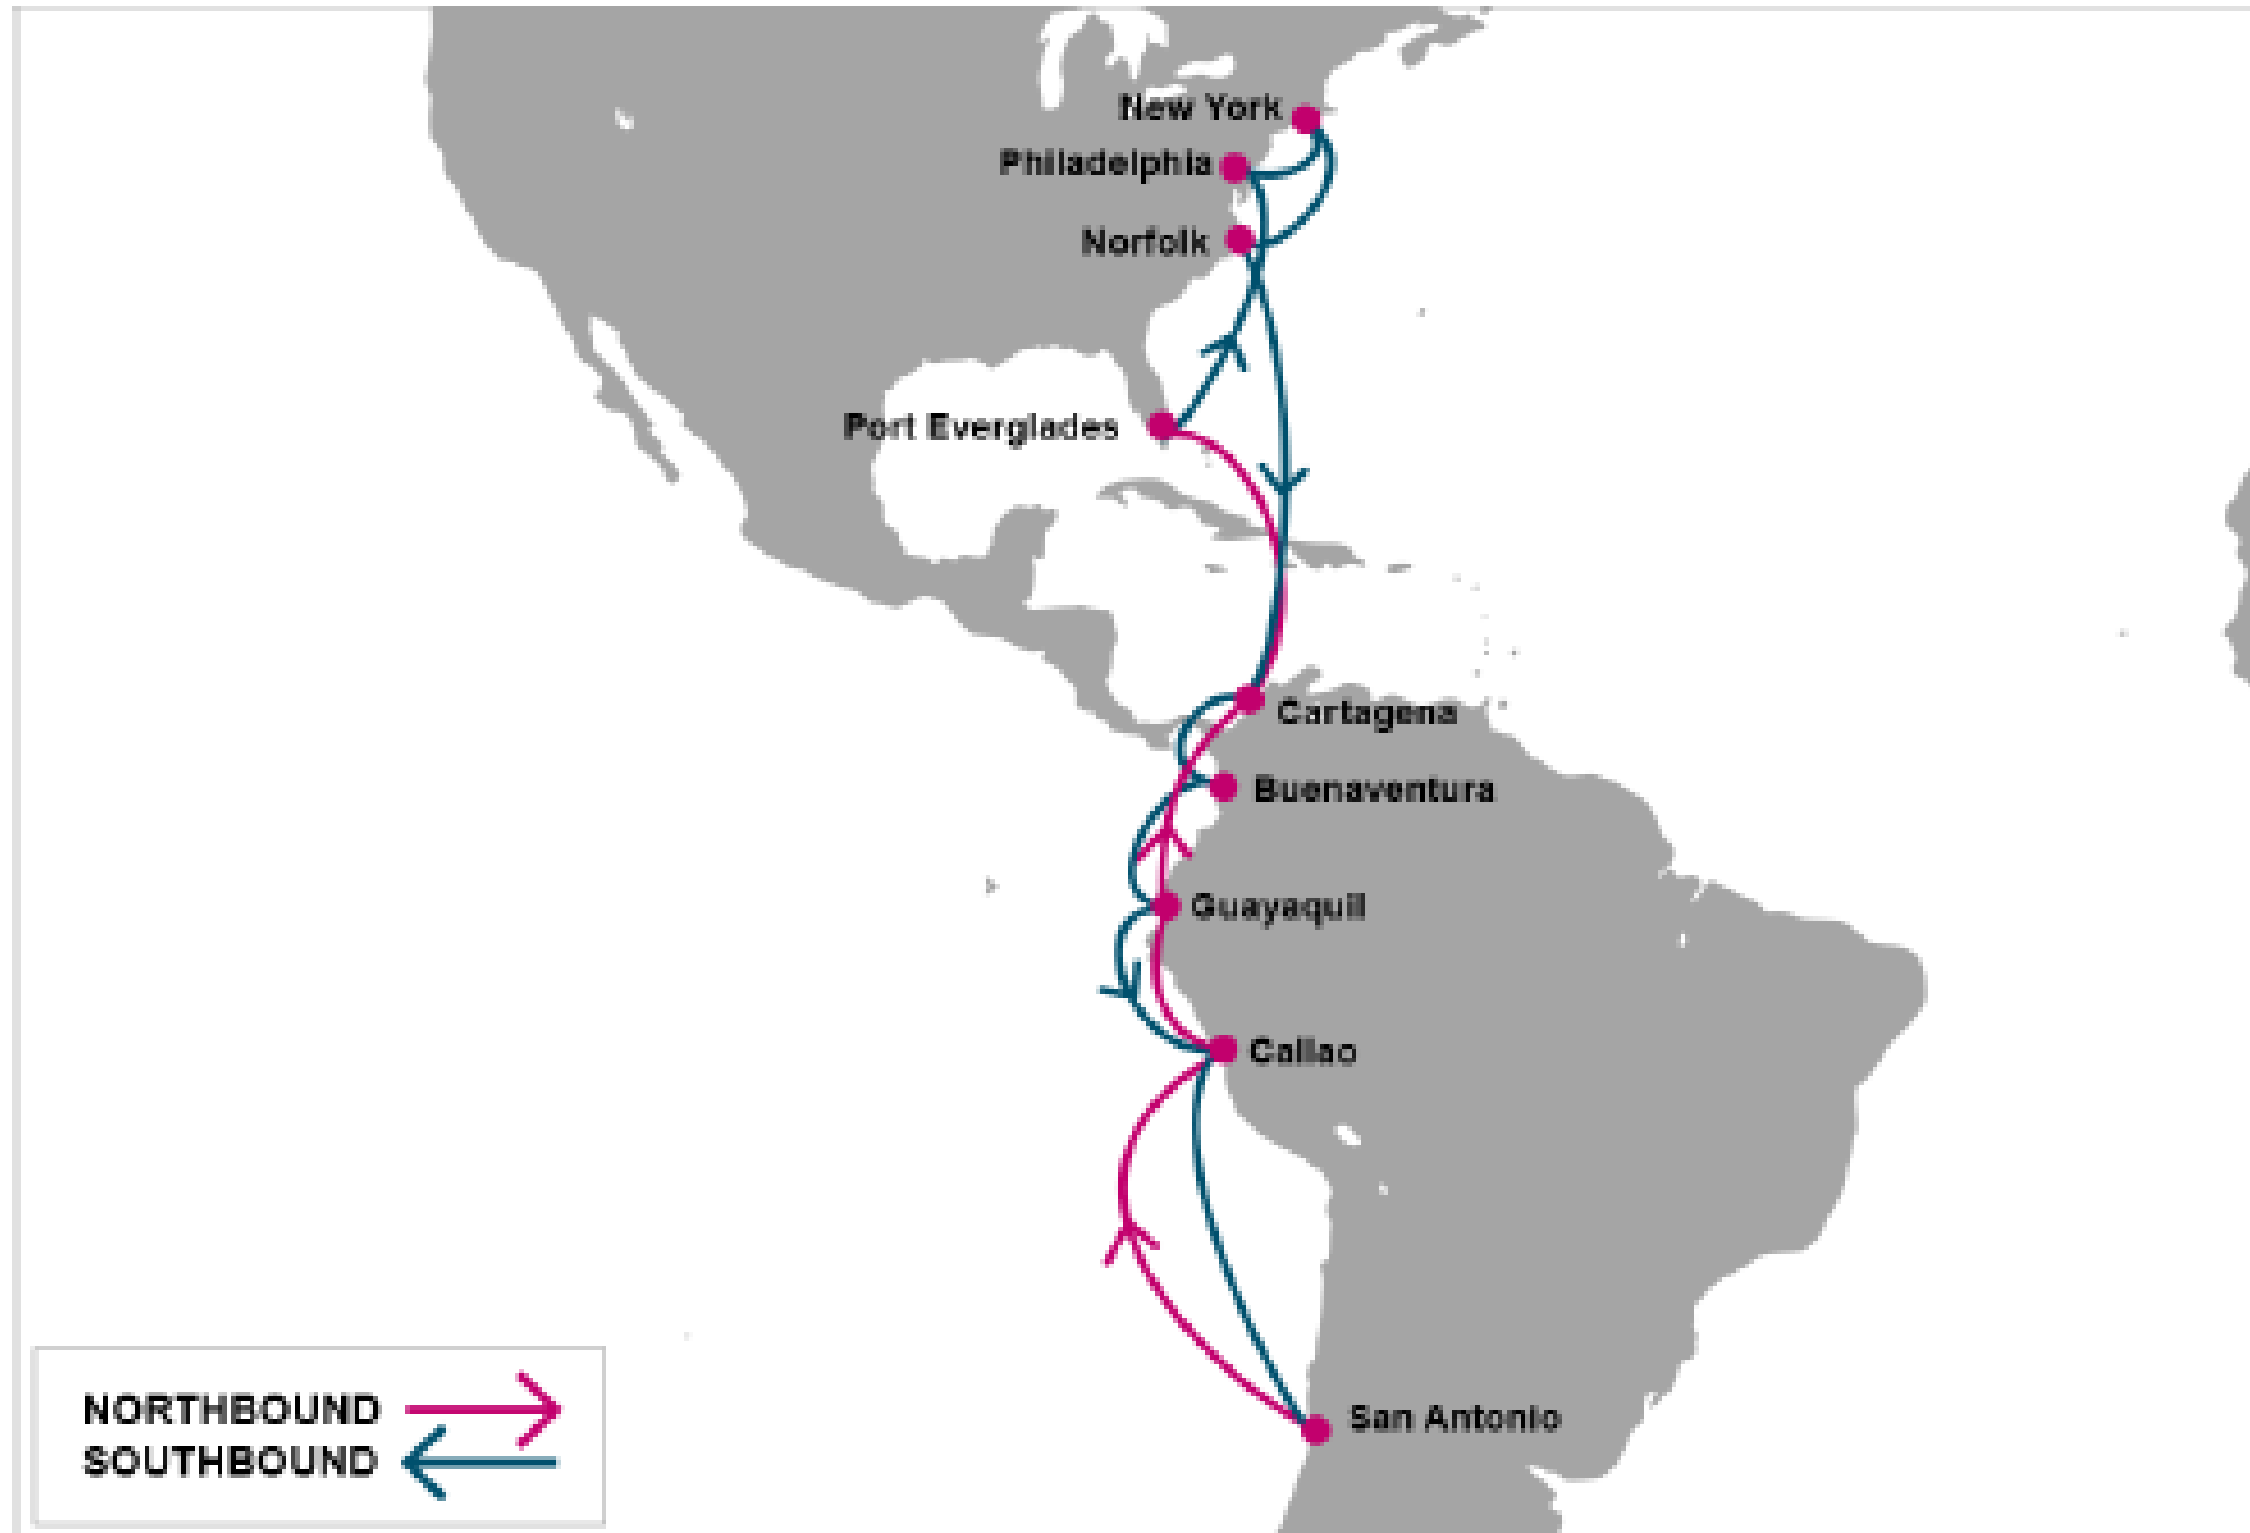 New York
Philadelphia
Norfolk
Port Everglades
Cartagena
Buenaventura
Guayaquil
Callao
San Antonio
NORTHBOUND
SOUTHBOUND